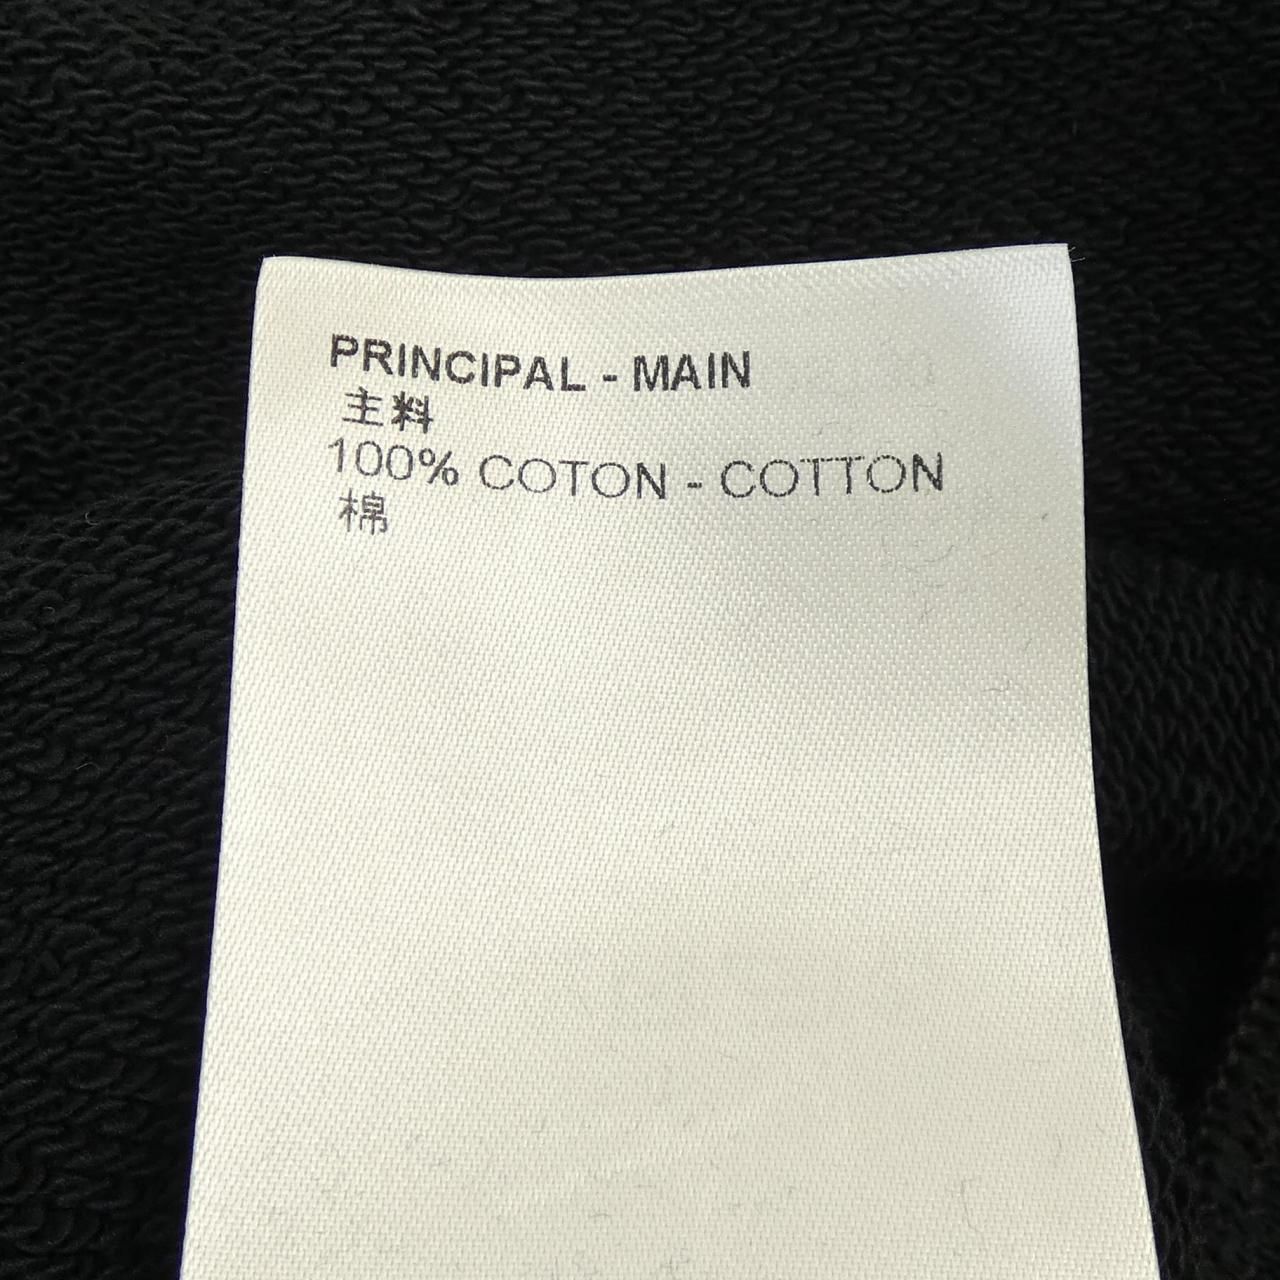 PRINCIPAL - MAIN
主料
100% COTON - COTTON
棉